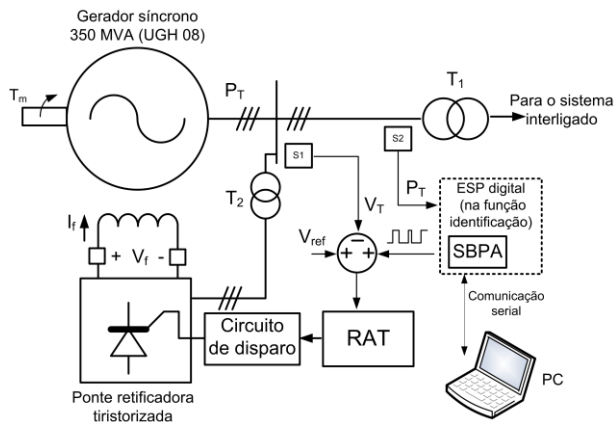 Gerador síncrono
350 MVA (UGH 08)
Tm
PT
T1
Para o sistema
interligado
S1
S2
T2
VT
PT
ESP digital
(na função
identificação)
SBPA
If
+ Vf -
Vref
+ − +
Comunicação
serial
Circuito
de disparo
RAT
PC
Ponte retificadora
tiristorizada